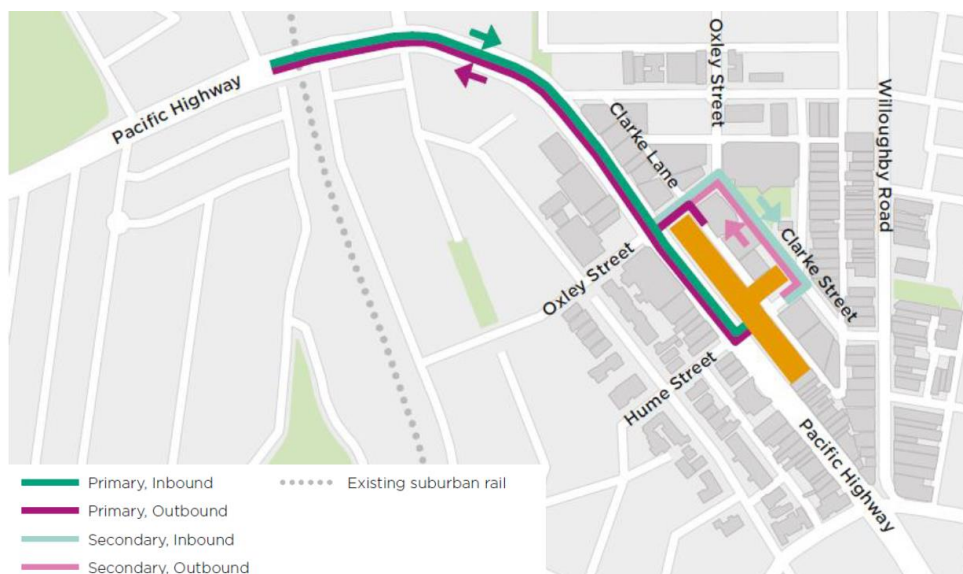 Pacific Highway
Clarke Lane
Oxley Street
Willoughby Road
Oxley Street
Clarke Street
Hume Street
Pacific Highway
Primary, Inbound
Existing suburban rail
Primary, Outbound
Secondary, Inbound
Secondary, Outbound